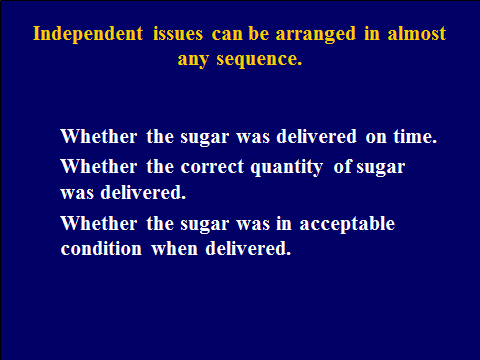 Independent issues can be arranged in almost
any sequence.
Whether the sugar was delivered on time.
Whether the correct quantity of sugar
was delivered.
Whether the sugar was in acceptable
condition when delivered.